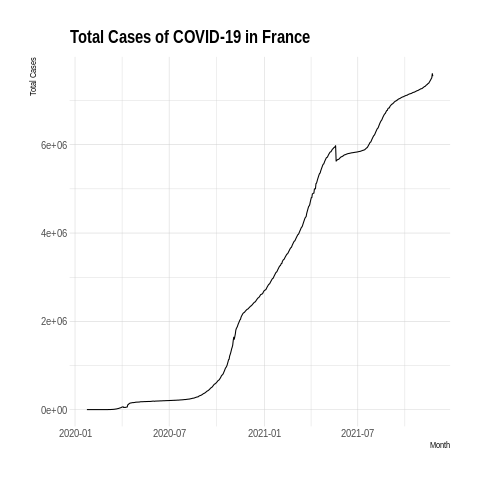 Total Cases of COVID-19 in France
Total Cases
6e+06
4e+06
2e+06
0e+00
2020-01 2020-07 2021-01 2021-07
Month